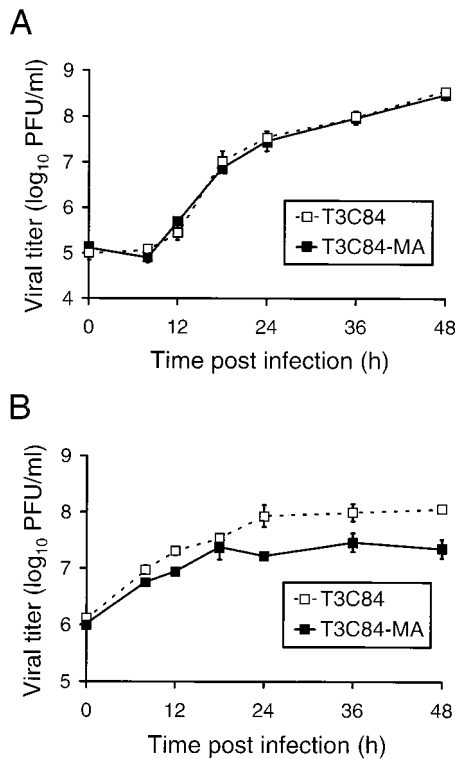 A
Viral titer (log10 PFU/ml)
9
8
7
6
5
4
T3C84
T3C84-MA
0
12
24
36
48
Time post infection (h)
B
Viral titer (log10 PFU/ml)
9
8
7
6
5
T3C84
T3C84-MA
0
12
24
36
48
Time post infection (h)